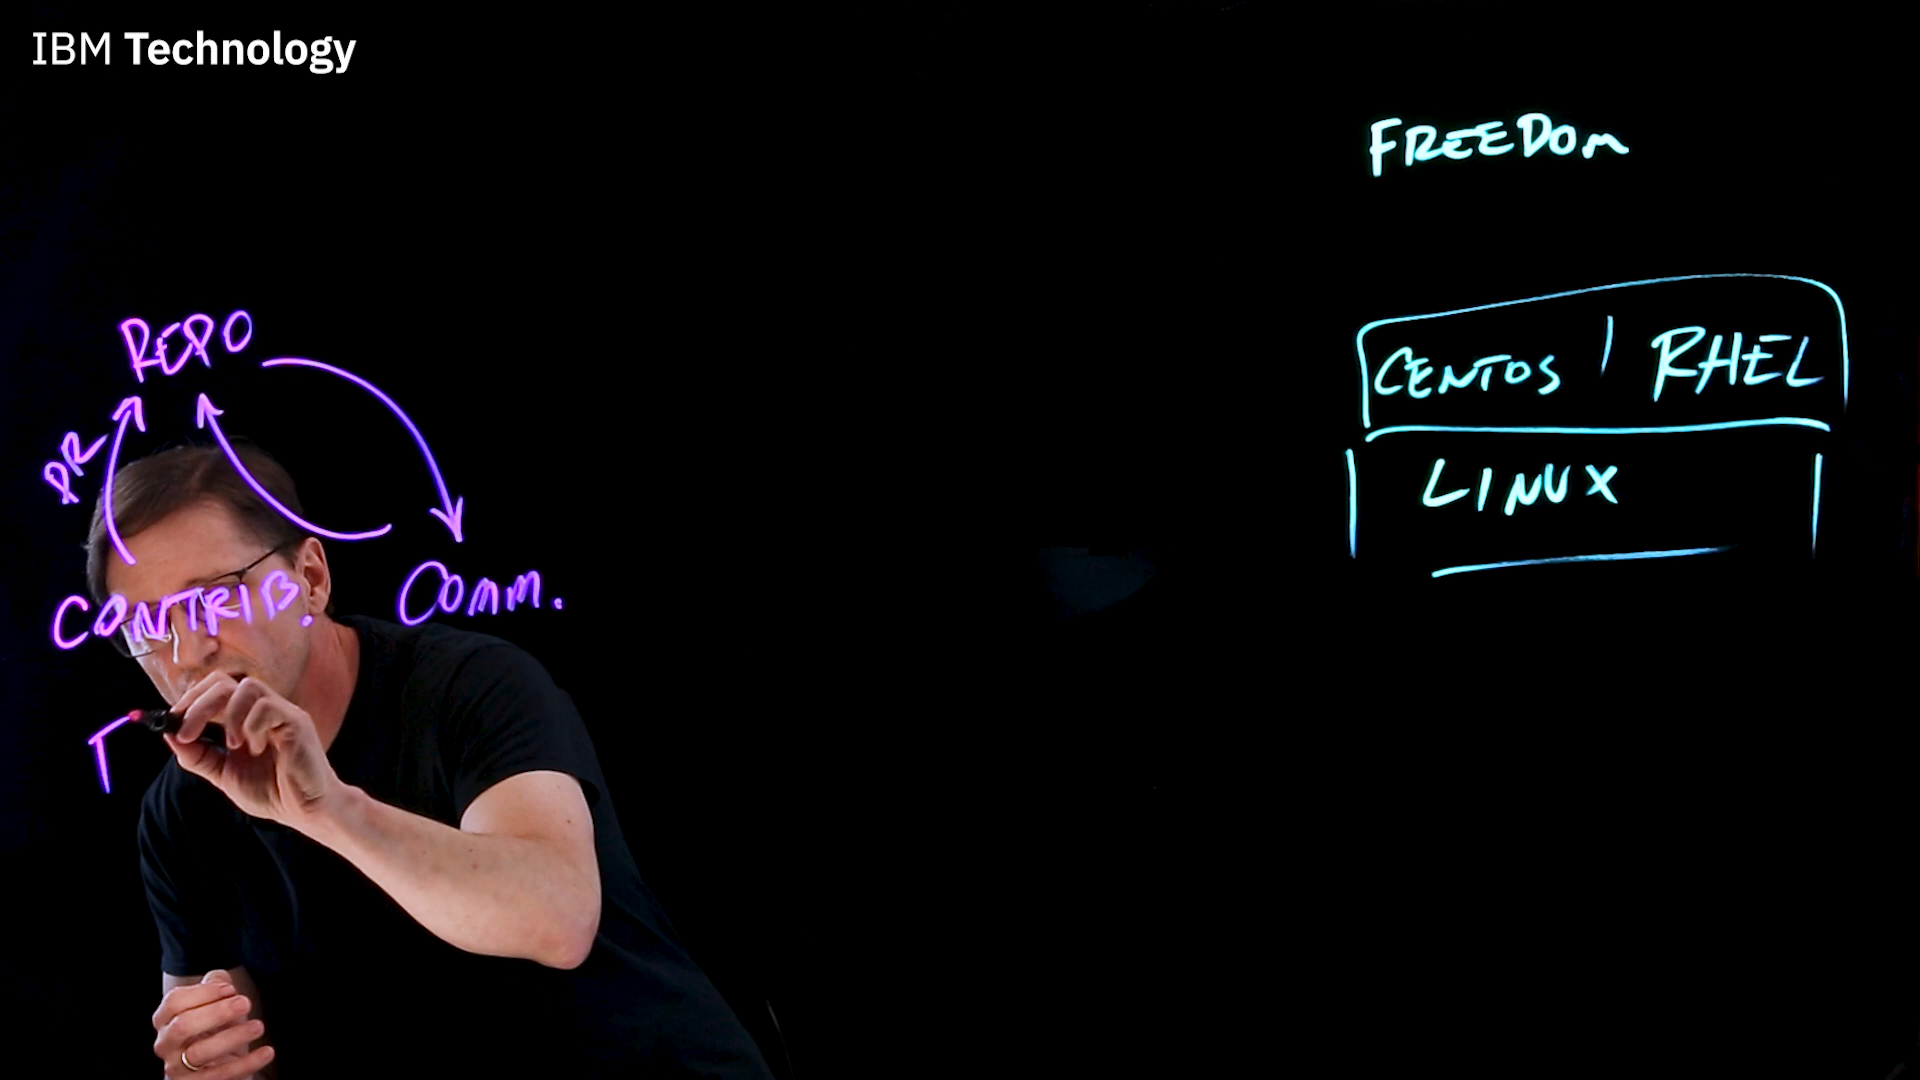 IBM Technology
FREEDOM
REPO
CENTOS | RHEL
PR
LINUX
CONTRIB.
COMM.